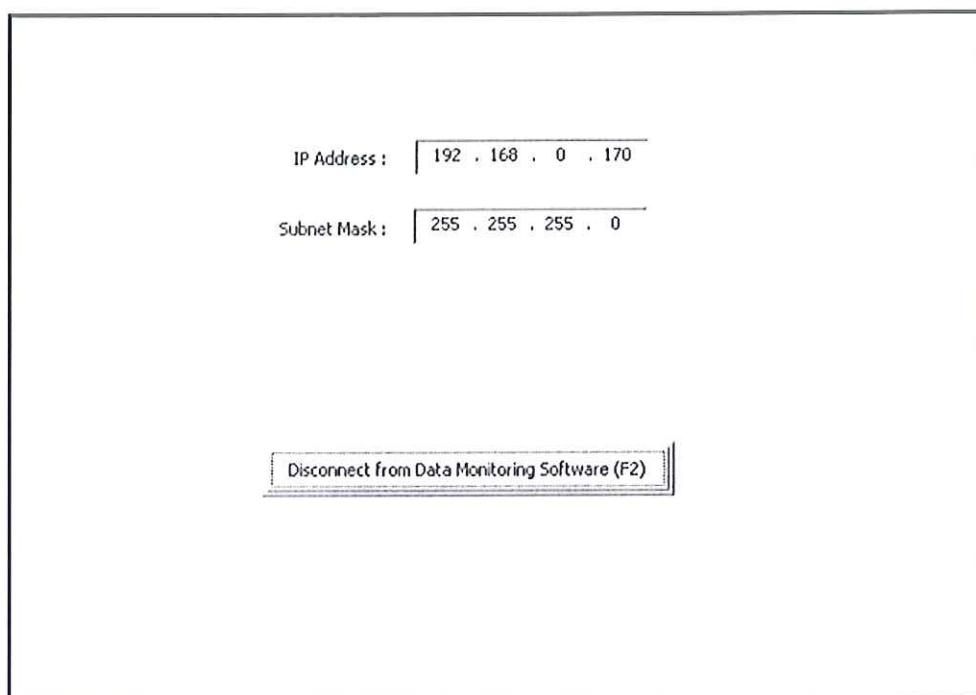 IP Address : 192 . 168 . 0 . 170
Subnet Mask : 255 . 255 . 255 . 0
Disconnect from Data Monitoring Software (F2)